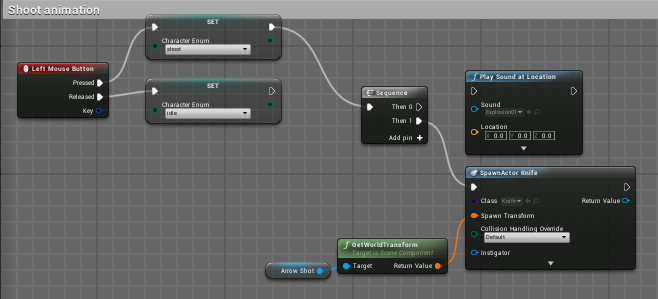 Shoot animation
SET
Character Enum
shoot
Left Mouse Button
Pressed
Released
Key
SET
Character Enum
idle
Sequence
Then 0
Then 1
Add pin
Play Sound at Location
Sound
Explosion01
Location
X 0.0 Y 0.0 Z 0.0
SpawnActor Knife
Class Knife
Return Value
Spawn Transform
Collision Handling Override
Default
Instigator
GetWorldTransform
Target is Scene Component
Target
Return Value
Arrow Shot